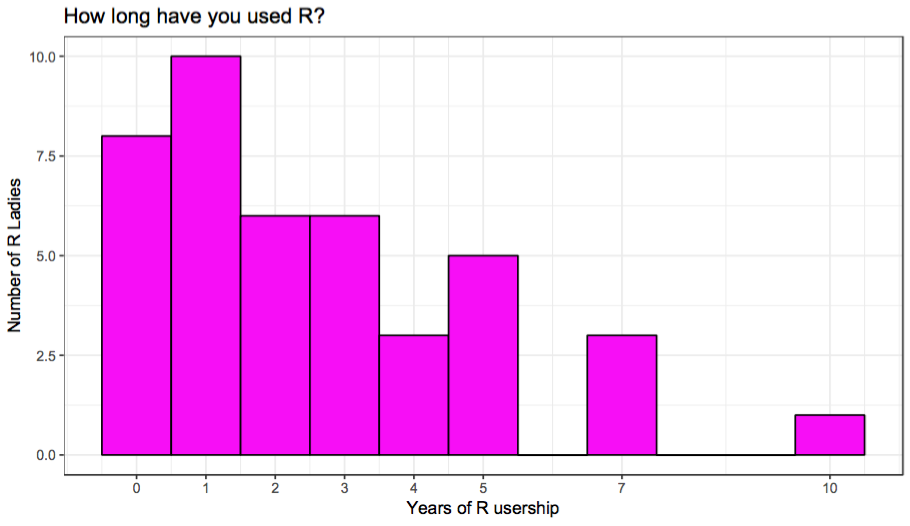 How long have you used R?
Number of R Ladies
10.0
7.5
5.0
2.5
0.0
0 1 2 3 4 5 7 10
Years of R usership